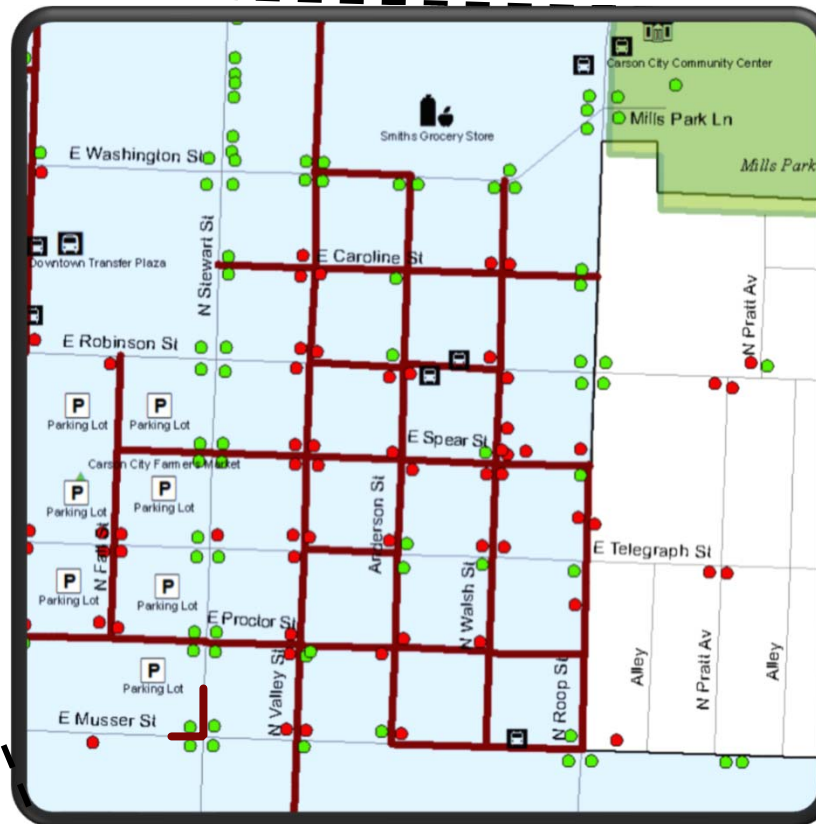 Carson City Community Center
Mills Park Ln
Smiths Grocery Store
E Washington St
Mills Park
N Stewart St
E Caroline St
Downtown Transfer Plaza
N Pratt Av
E Robinson St
P
P
Parking Lot
Parking Lot
E Spear St
Carson City Farmers Market
P
P
Parking Lot
Parking Lot
Anderson St
N Fall St
E Telegraph St
P
P
Parking Lot
Parking Lot
N Walsh St
E Proctor St
P
Parking Lot
N Valley St
N Roop St
Alley
N Pratt Av
Alley
E Musser St